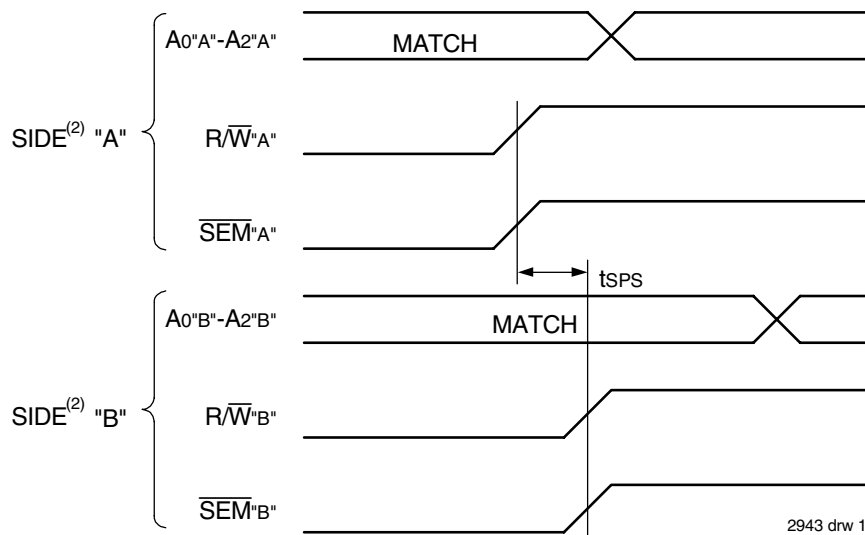 A0"A"-A2"A"
MATCH
SIDE(2) "A"
R/W"A"
SEM"A"
tSPS
A0"B"-A2"B"
MATCH
SIDE(2) "B"
R/W"B"
SEM"B"
2943 drw 1